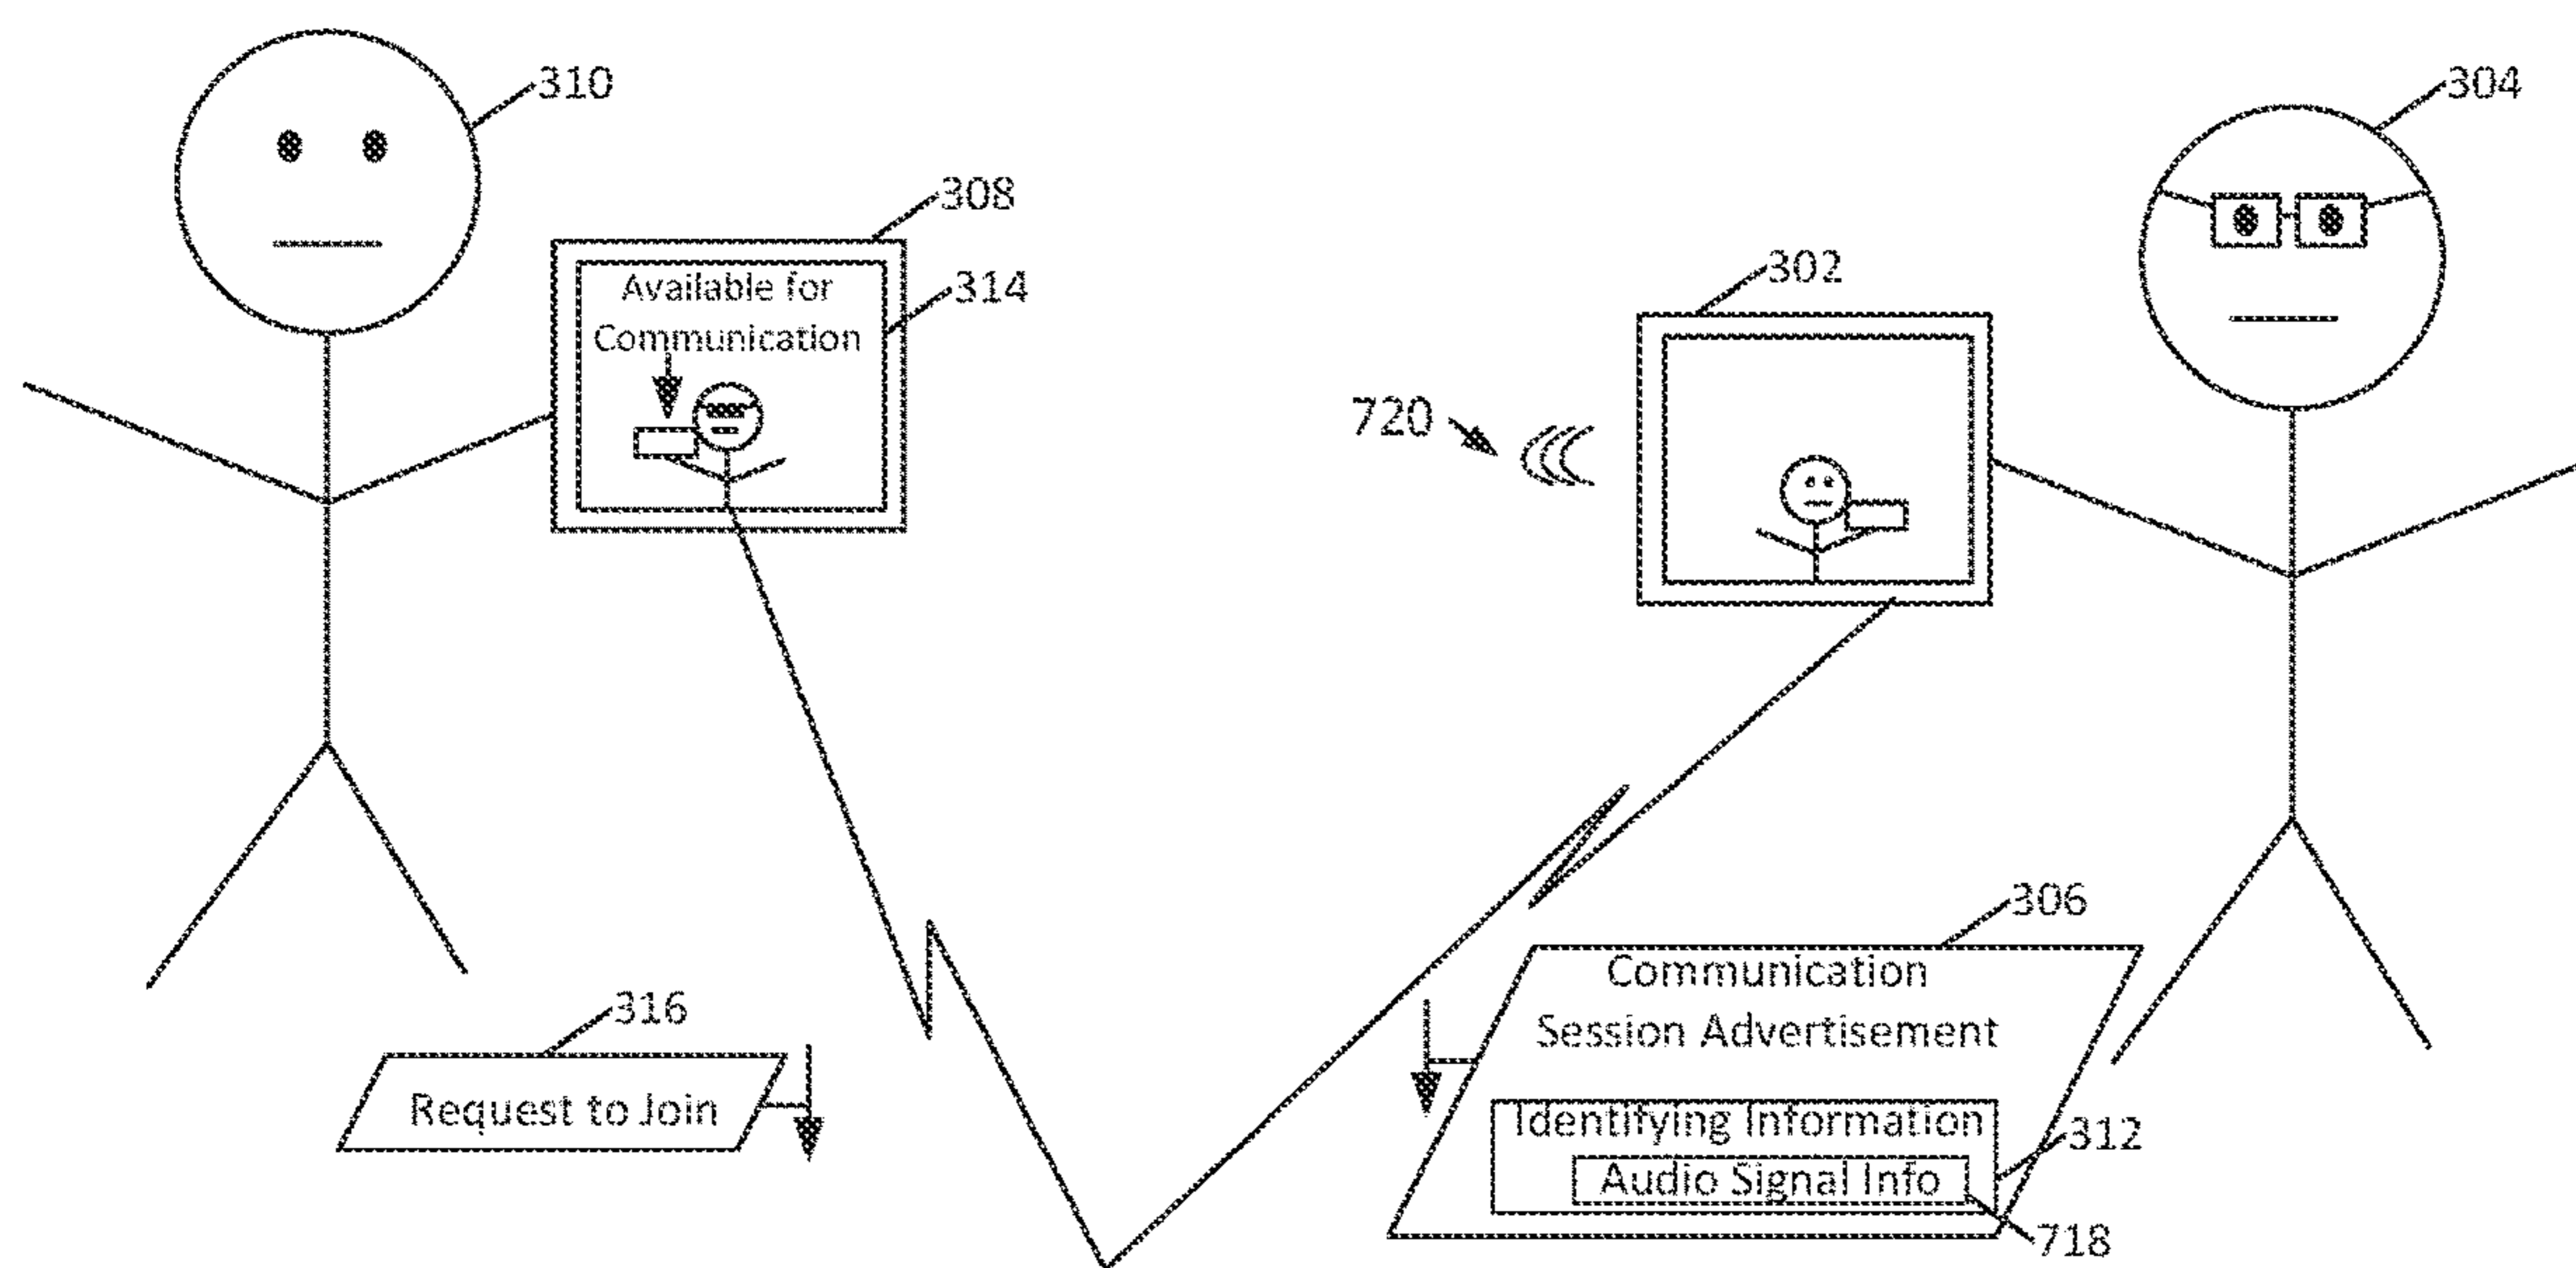 310
304
308
Available for
Communication
314
302
720
306
Communication
Session Advertisement
316
Request to Join
Identifying Information
312
Audio Signal Info
718